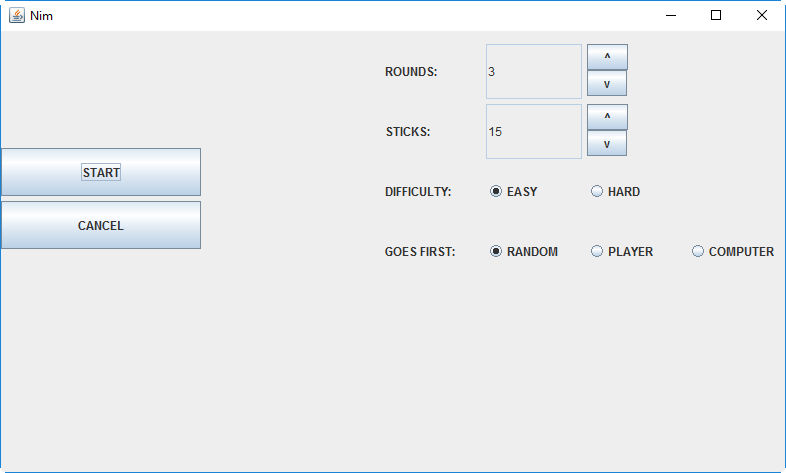 Nim
ROUNDS: 3 ^
v
STICKS: 15 ^
v
START
DIFFICULTY: EASY HARD
CANCEL
GOES FIRST: RANDOM PLAYER COMPUTER